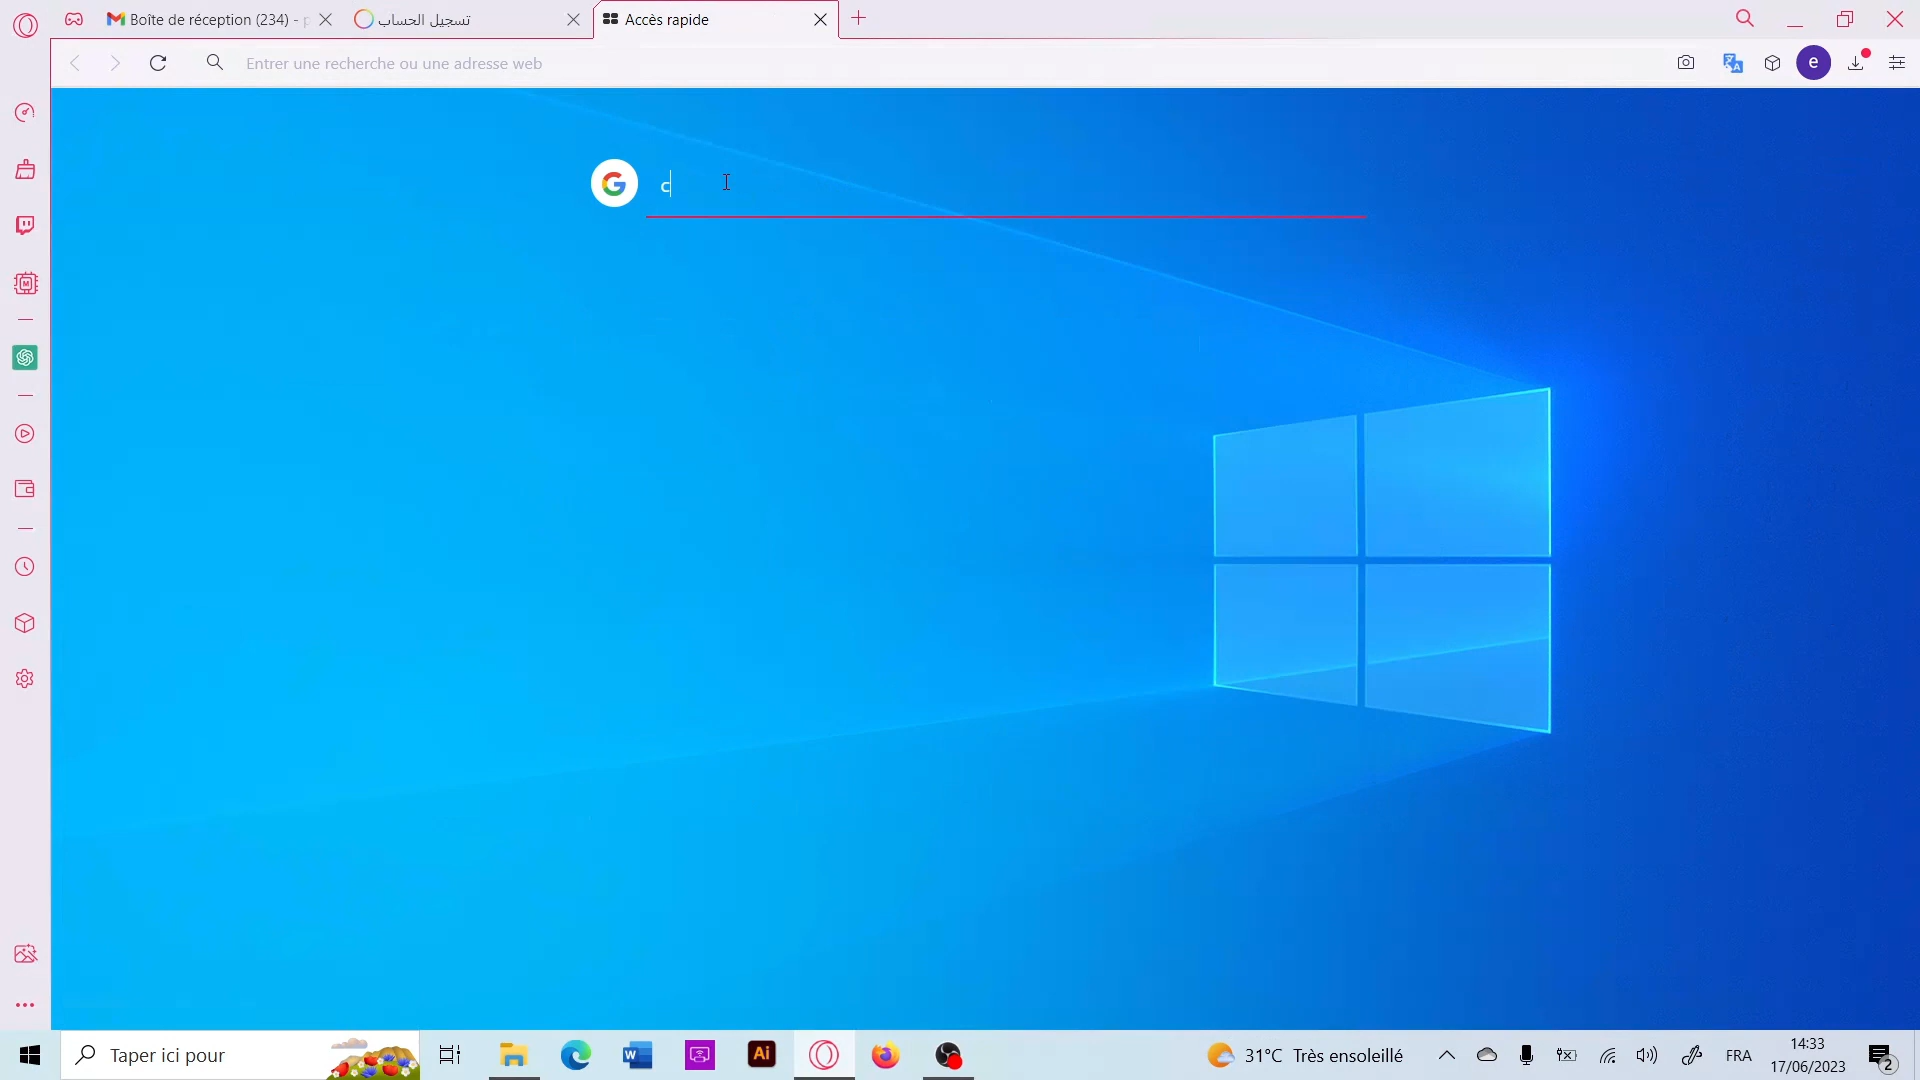 Boîte de réception (234) -
تسجيل الحساب
Accès rapide
Entrer une recherche ou une adresse web
e
c
Taper ici pour
31°C Très ensoleillé
FRA
14:33
17/06/2023
2